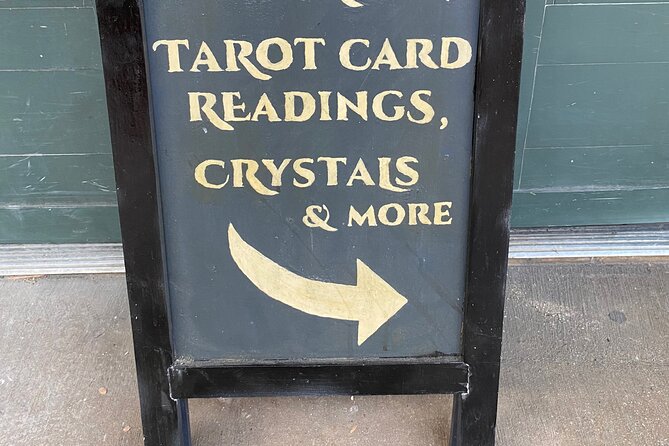 TAROT CARD
READINGS,
CRYSTALS
& MORE